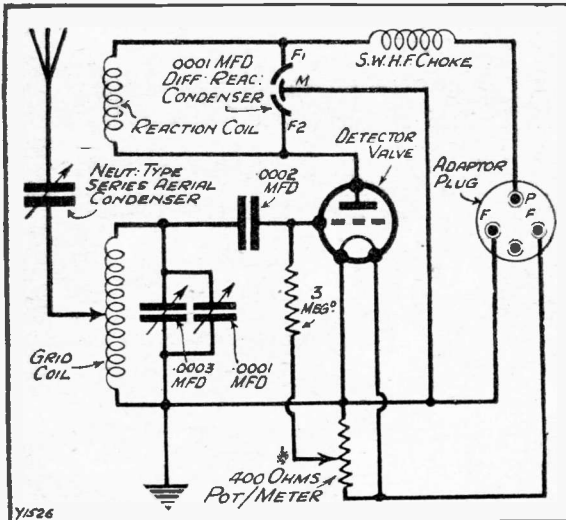 .0001 MFD
DIFF: REAC:
CONDENSER
F1
M
F2
S.W.H.F. CHOKE
REACTION COIL
DETECTOR
VALVE
ADAPTOR
PLUG
P
F
F
NEUT: TYPE
SERIES AERIAL
CONDENSER
.0002
MFD
3
MEGᴼ
GRID
COIL
.0003
MFD
.0001
MFD
400 OHMS
POT/METER
Y1526